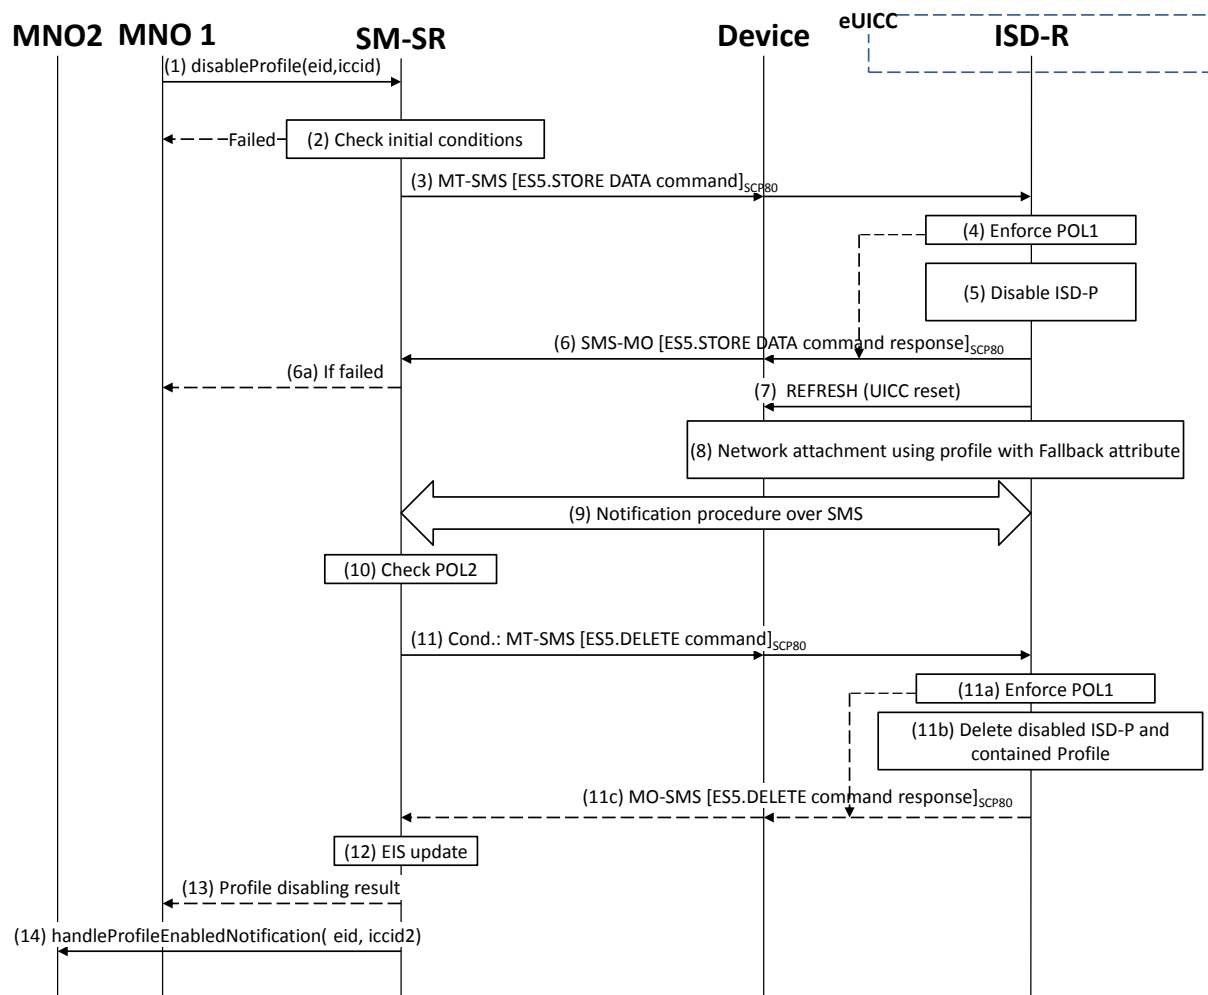 MNO2 MNO 1 SM-SR Device eUICC ISD-R
(1) disableProfile(eid,iccid)
Failed
(2) Check initial conditions
(3) MT-SMS [ES5.STORE DATA command]SCP80
(4) Enforce POL1
(5) Disable ISD-P
(6) SMS-MO [ES5.STORE DATA command response]SCP80
(6a) If failed
(7) REFRESH (UICC reset)
(8) Network attachment using profile with Fallback attribute
(9) Notification procedure over SMS
(10) Check POL2
(11) Cond.: MT-SMS [ES5.DELETE command]SCP80
(11a) Enforce POL1
(11b) Delete disabled ISD-P and
contained Profile
(11c) MO-SMS [ES5.DELETE command response]SCP80
(12) EIS update
(13) Profile disabling result
(14) handleProfileEnabledNotification( eid, iccid2)